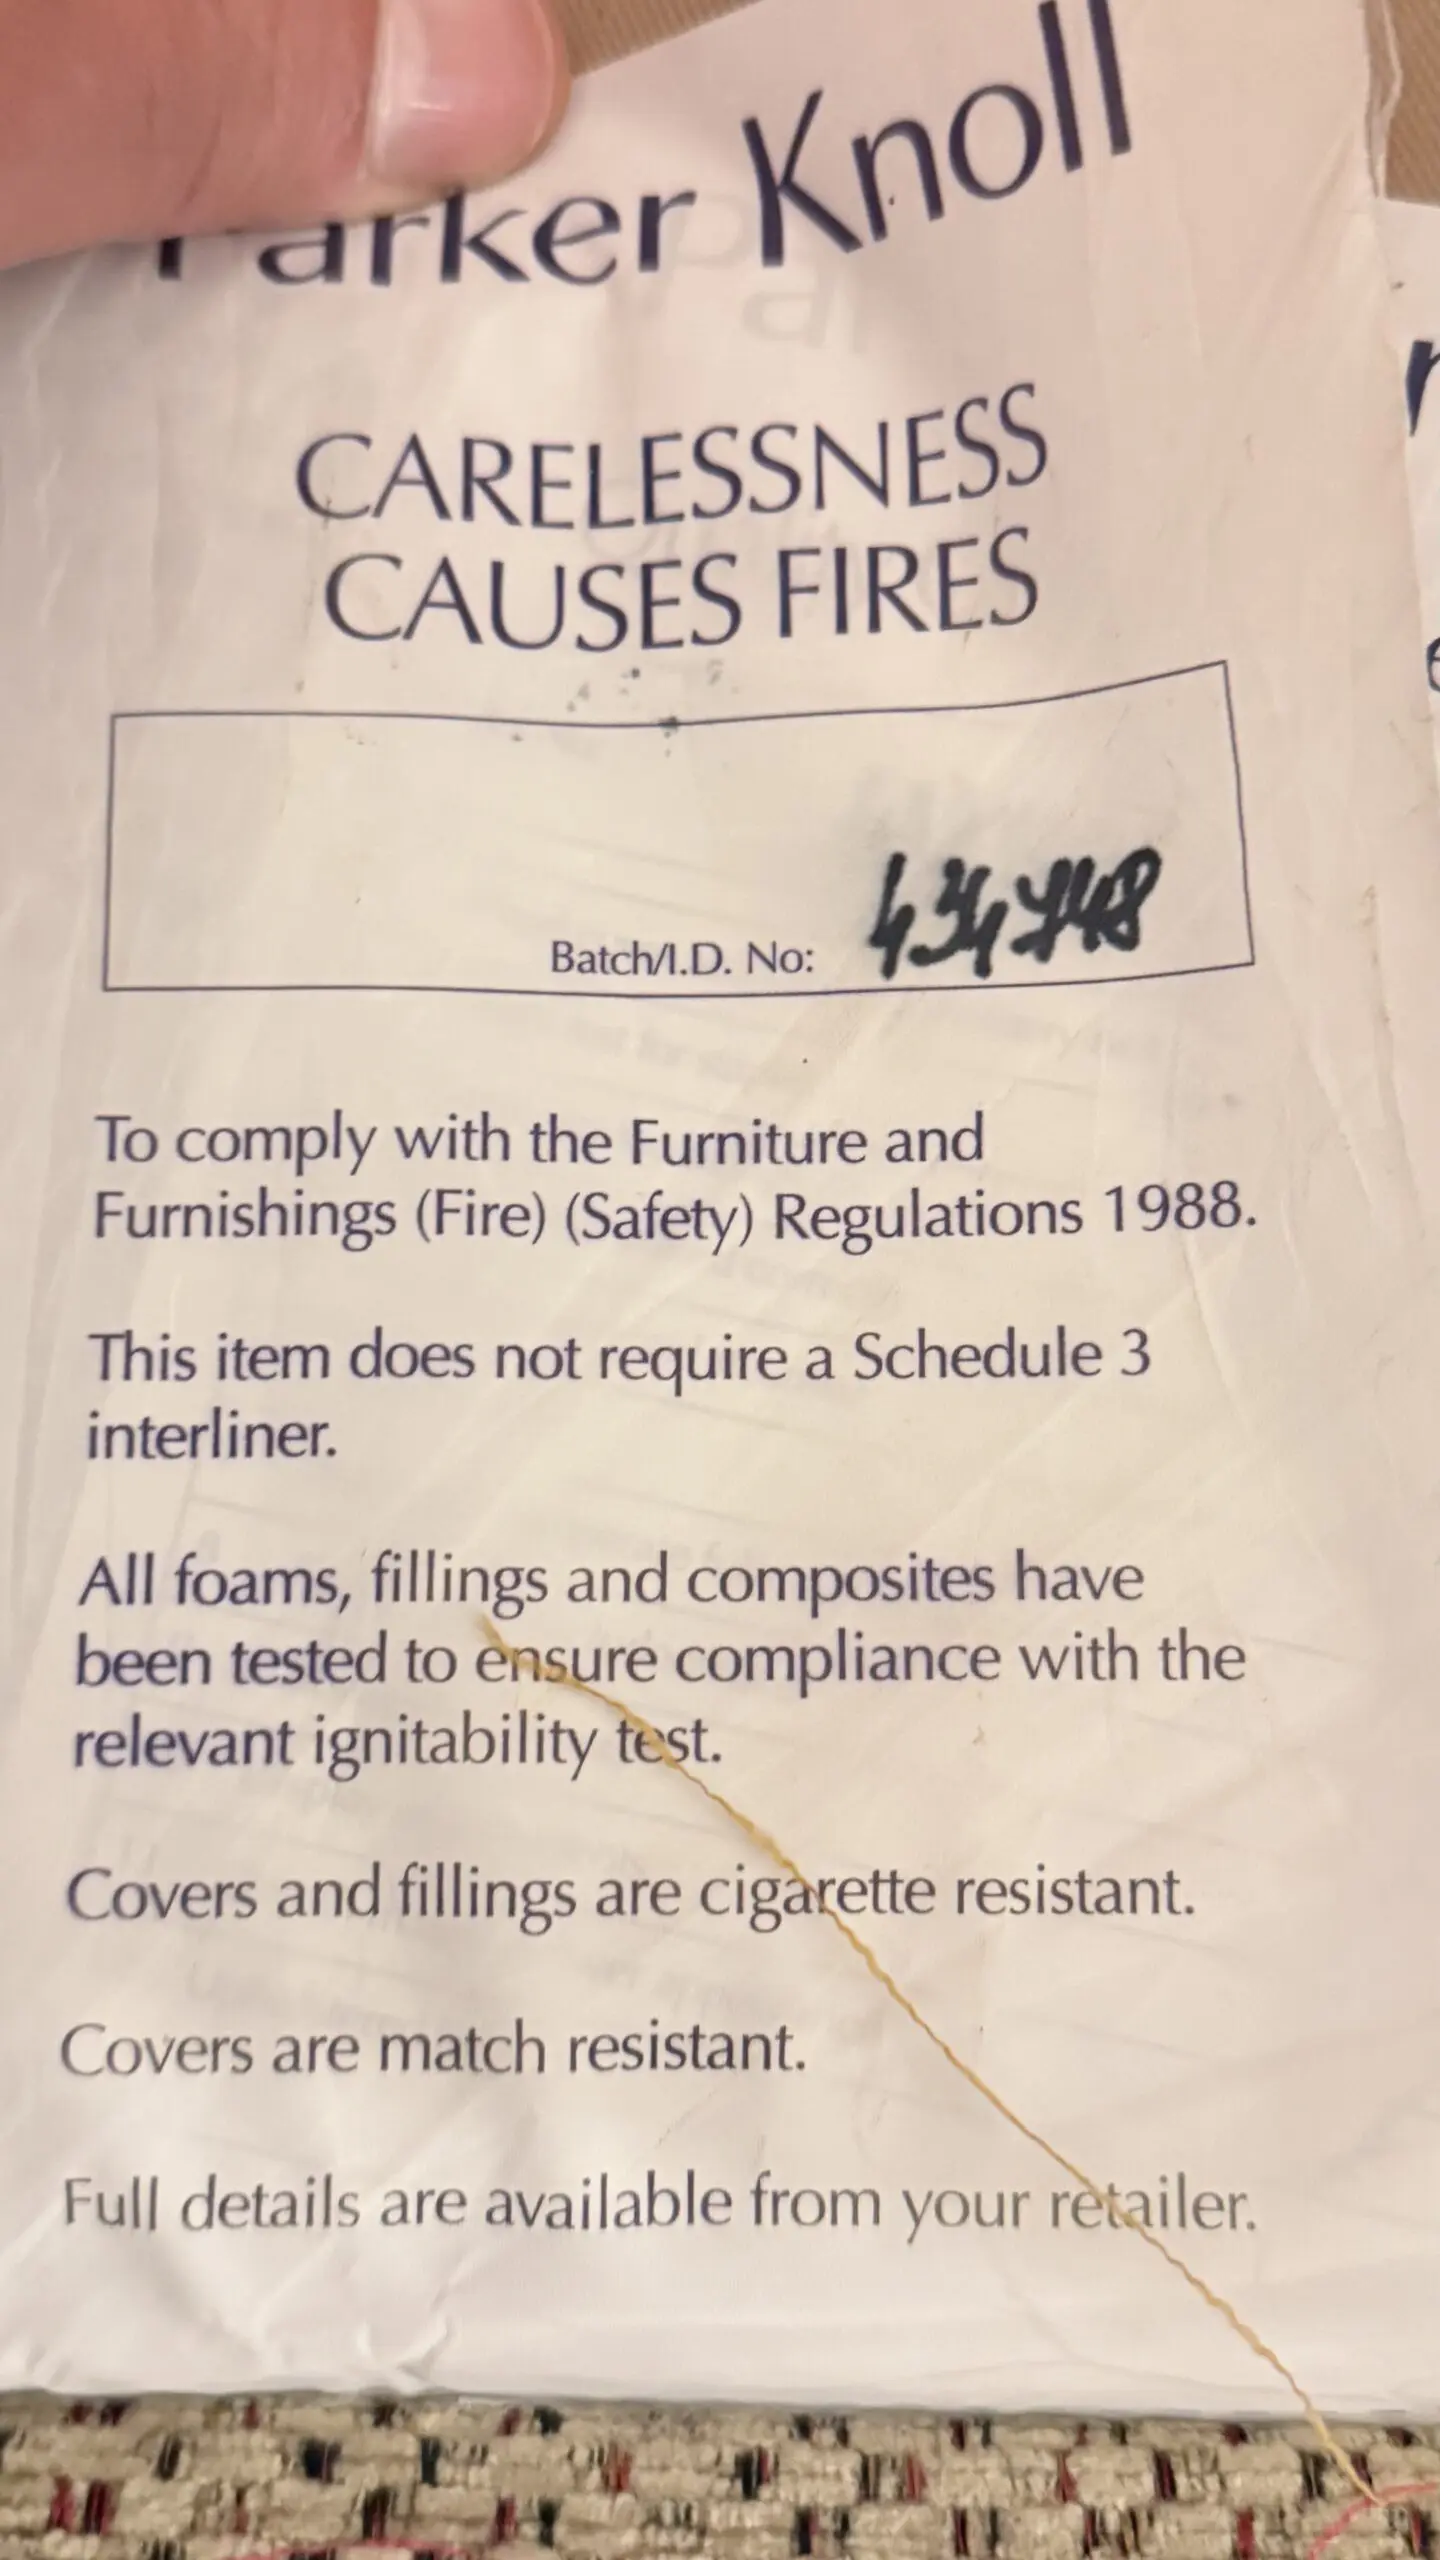 Parker Knoll
CARELESSNESS
CAUSES FIRES
Batch/I.D. No: 434748
To comply with the Furniture and
Furnishings (Fire) (Safety) Regulations 1988.
This item does not require a Schedule 3
interliner.
All foams, fillings and composites have
been tested to ensure compliance with the
relevant ignitability test.
Covers and fillings are cigarette resistant.
Covers are match resistant.
Full details are available from your retailer.